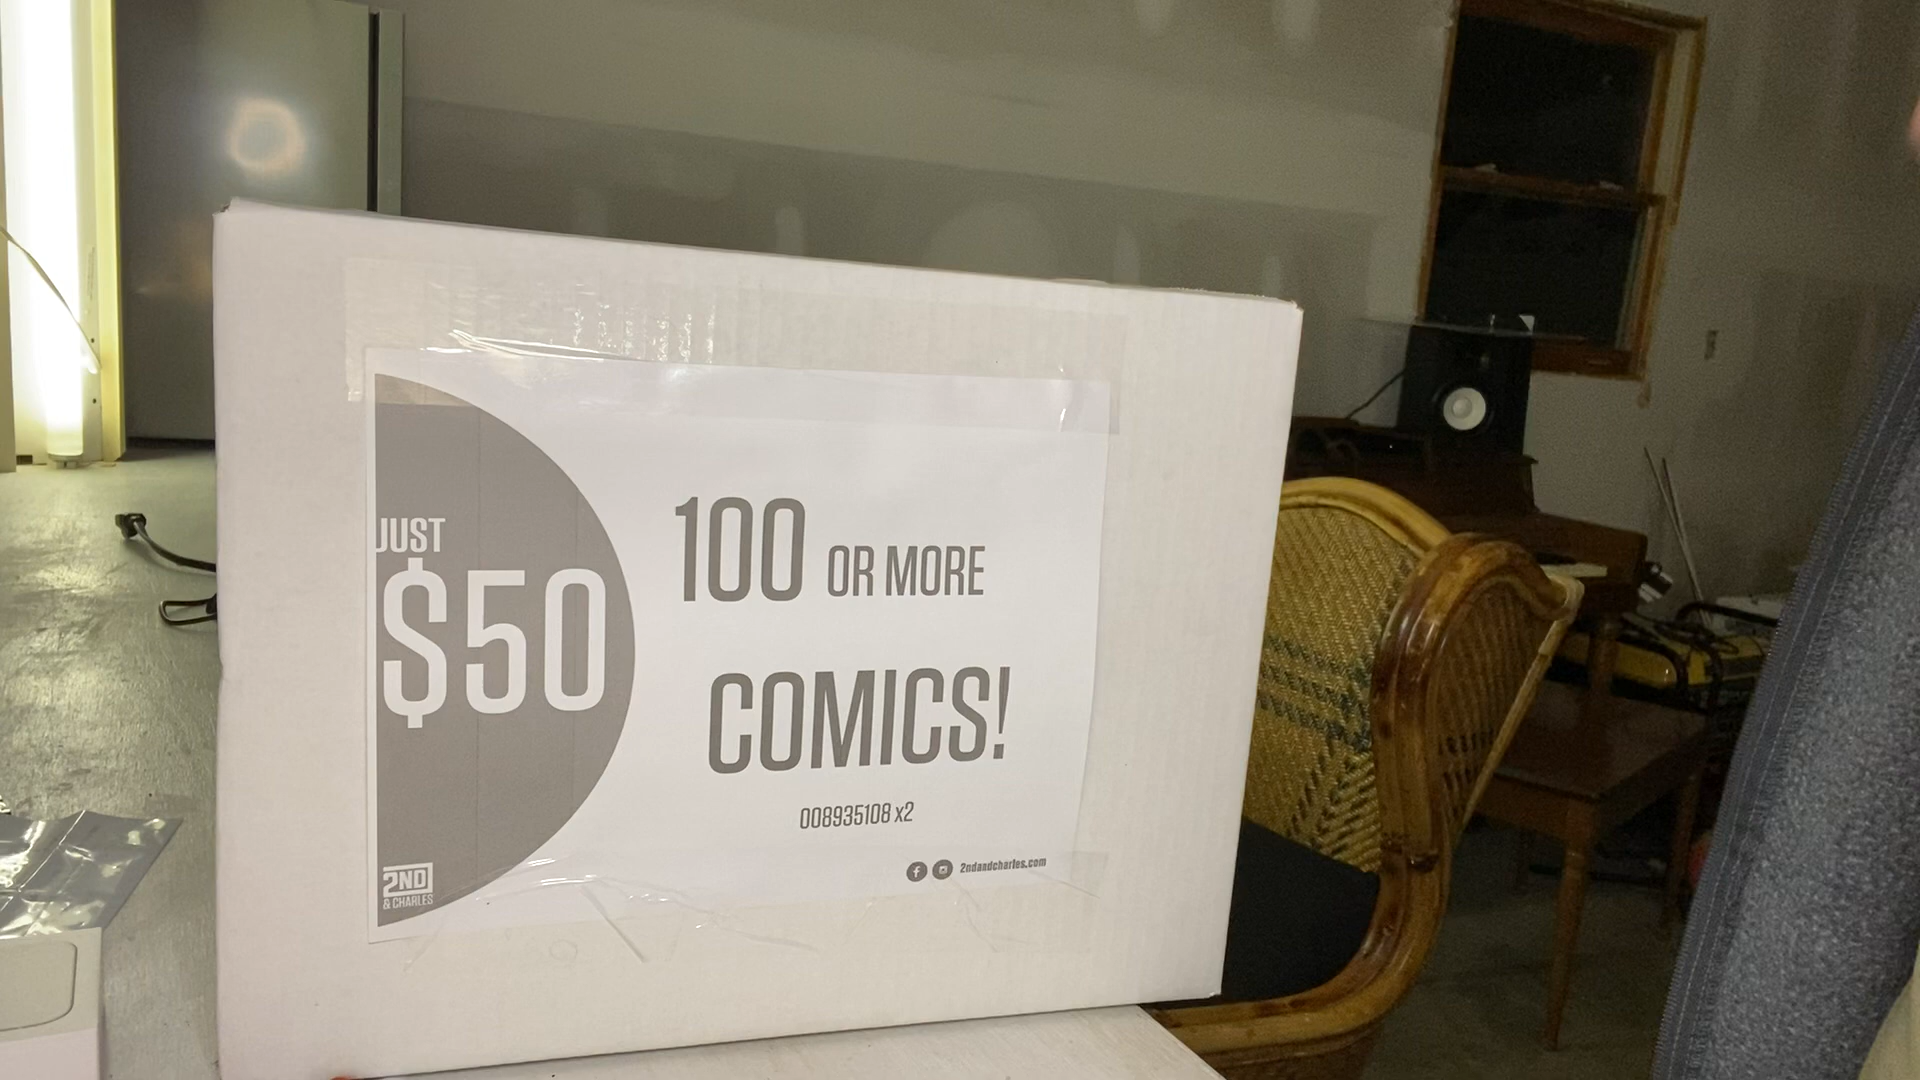 JUST
$50
100 OR MORE
COMICS!
008935108 x2
2ndandcharles.com
2ND
& CHARLES